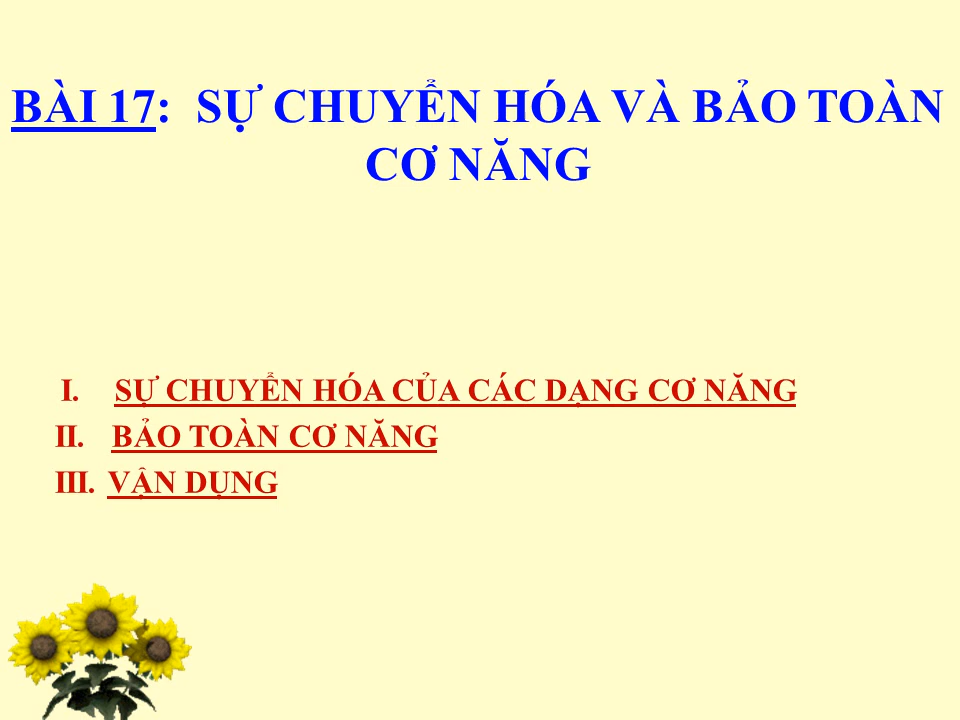 BÀI 17: SỰ CHUYỂN HÓA VÀ BẢO TOÀN
CƠ NĂNG
I. SỰ CHUYỂN HÓA CỦA CÁC DẠNG CƠ NĂNG
II. BẢO TOÀN CƠ NĂNG
III. VẬN DỤNG